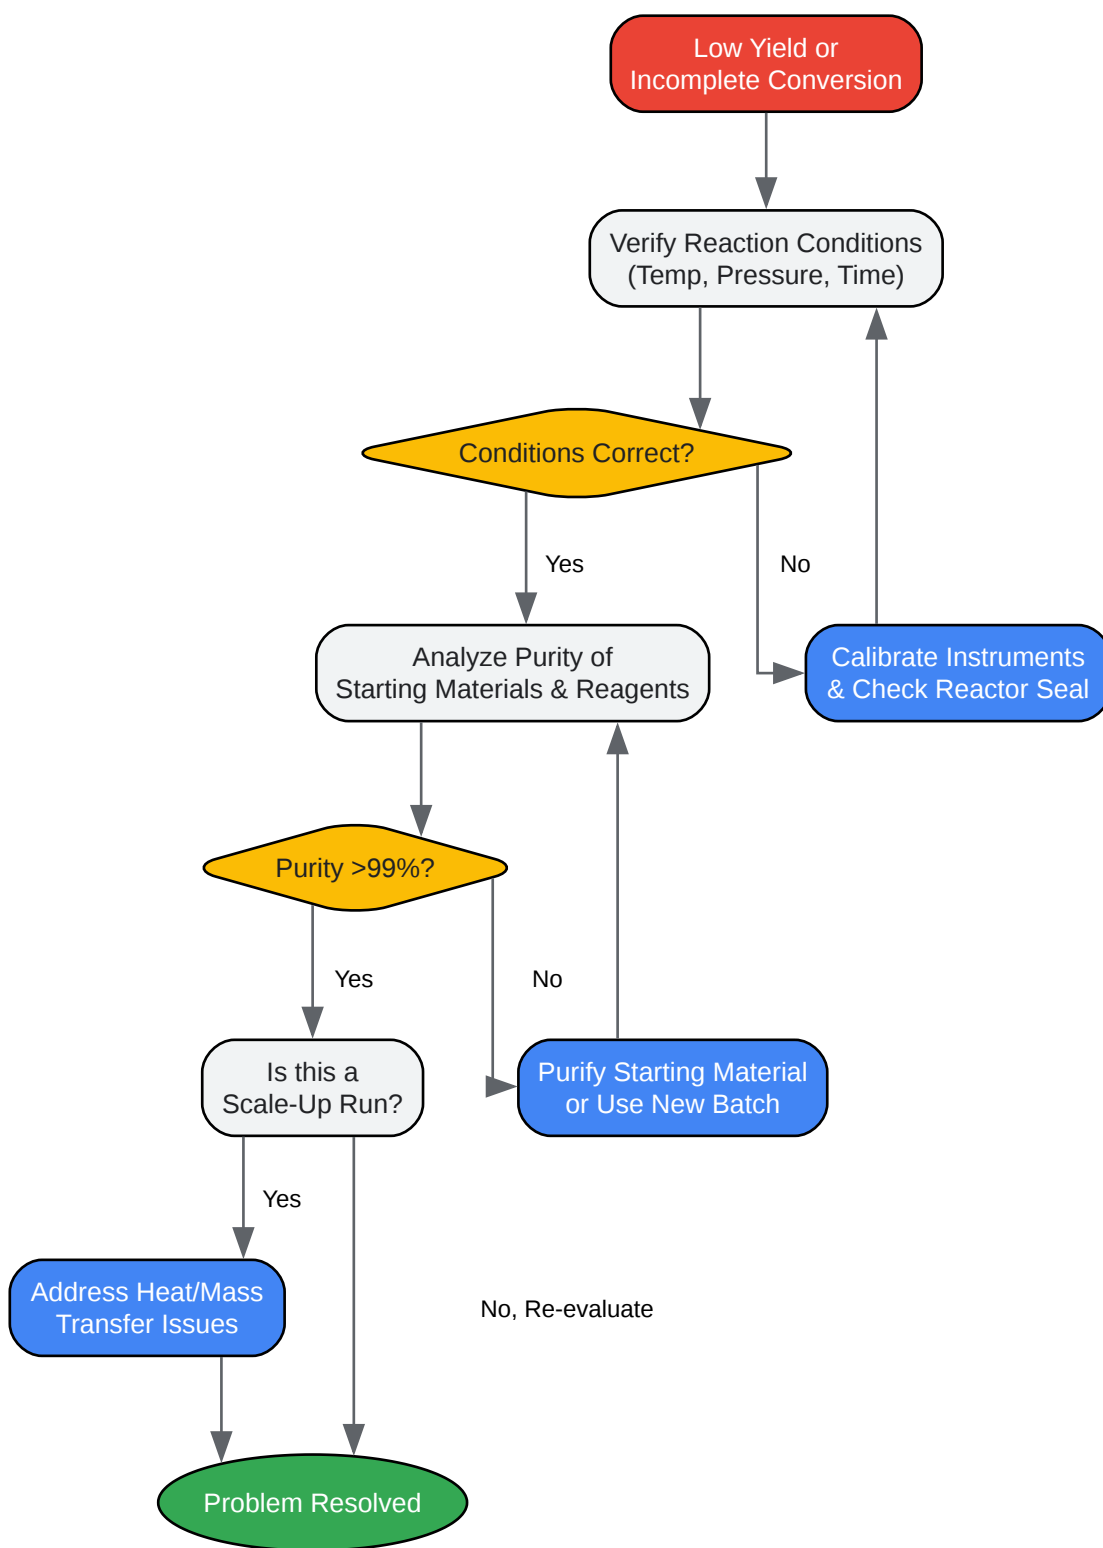 Low Yield or
Incomplete Conversion
Verify Reaction Conditions
(Temp, Pressure, Time)
Conditions Correct?
Yes
No
Analyze Purity of
Starting Materials & Reagents
Calibrate Instruments
& Check Reactor Seal
Purity >99%?
Yes
No
Is this a
Scale-Up Run?
Purify Starting Material
or Use New Batch
Yes
Address Heat/Mass
Transfer Issues
No, Re-evaluate
Problem Resolved